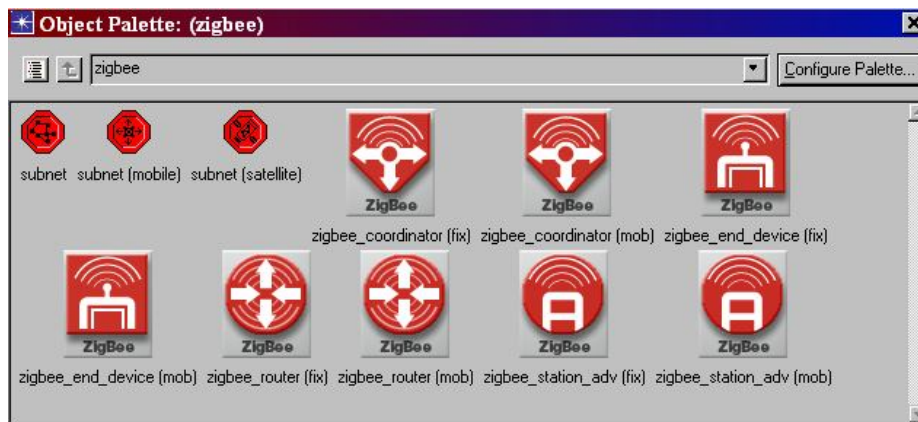 Object Palette: (zigbee)
zigbee
Configure Palette...
subnet subnet (mobile) subnet (satellite)
ZigBee ZigBee ZigBee
zigbee_coordinator (fix) zigbee_coordinator (mob) zigbee_end_device (fix)
ZigBee ZigBee ZigBee ZigBee ZigBee
zigbee_end_device (mob) zigbee_router (fix) zigbee_router (mob) zigbee_station_adv (fix) zigbee_station_adv (mob)